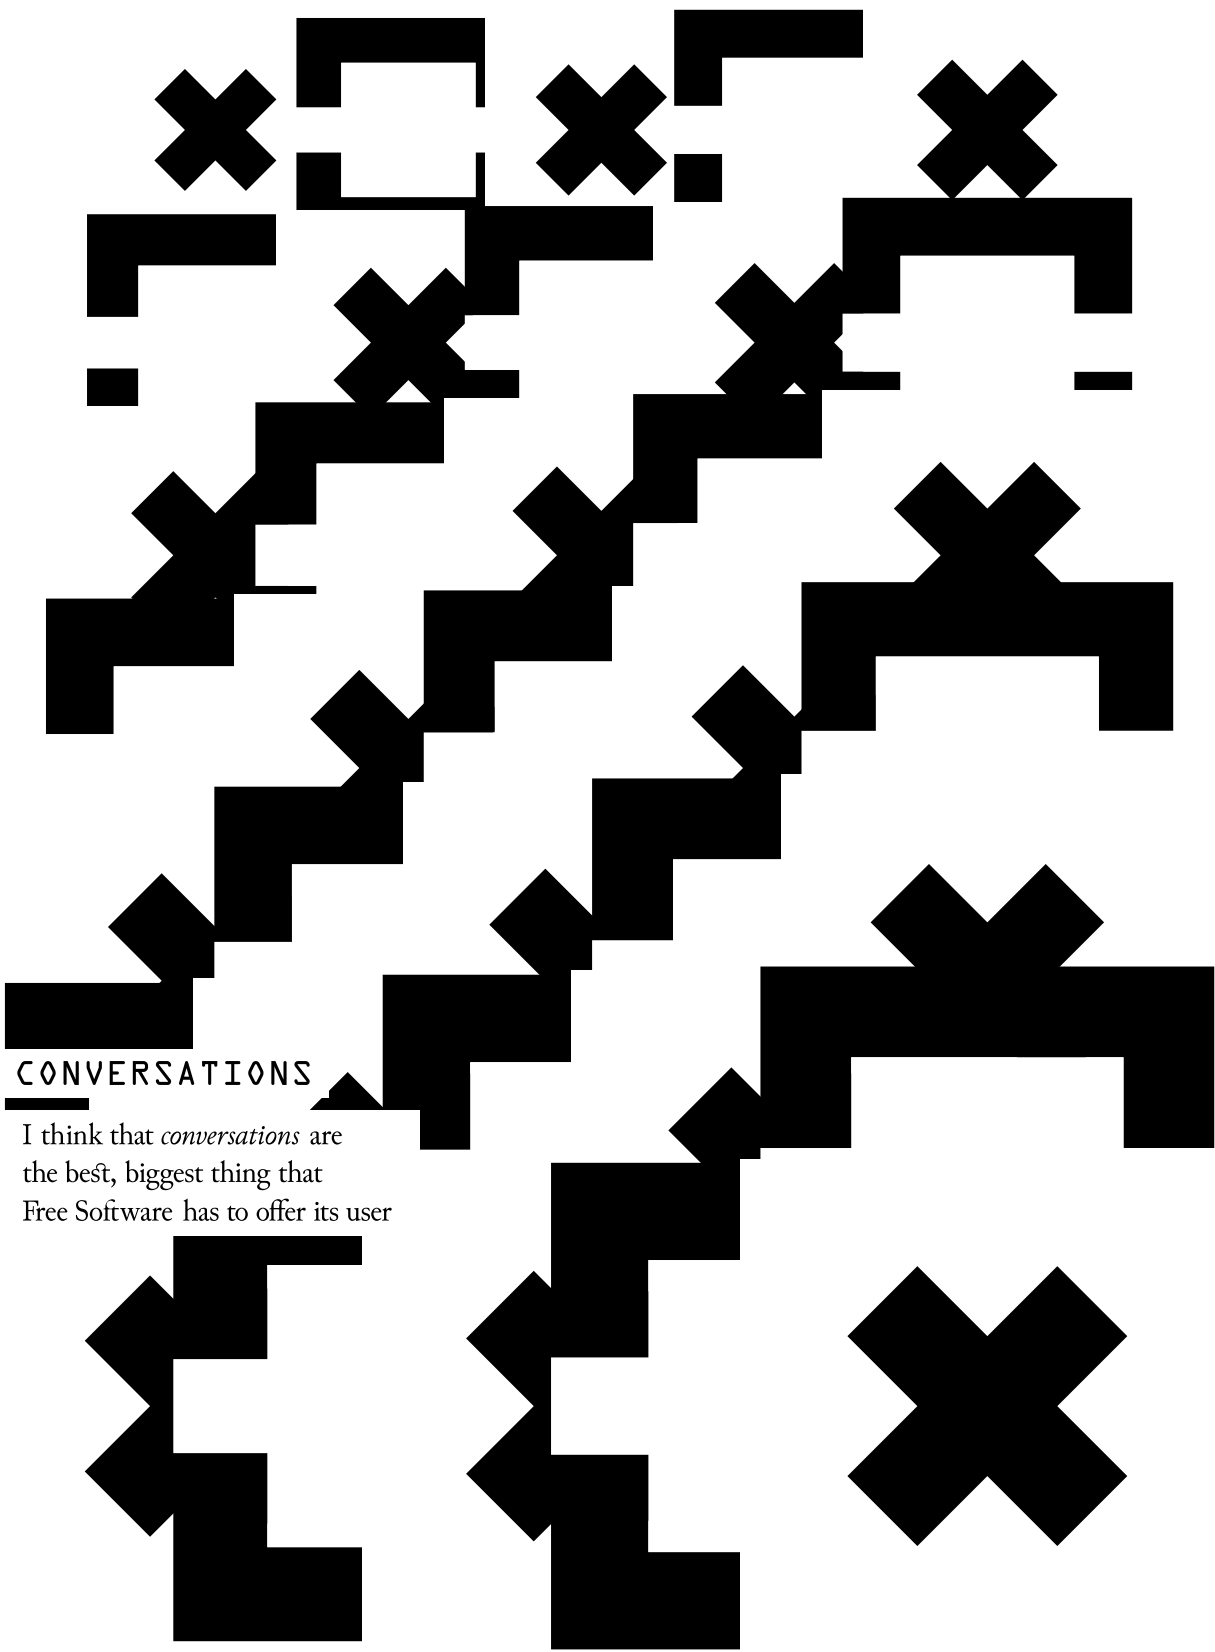 CONVERSATIONS
I think that conversations are
the best, biggest thing that
Free Software has to offer its user